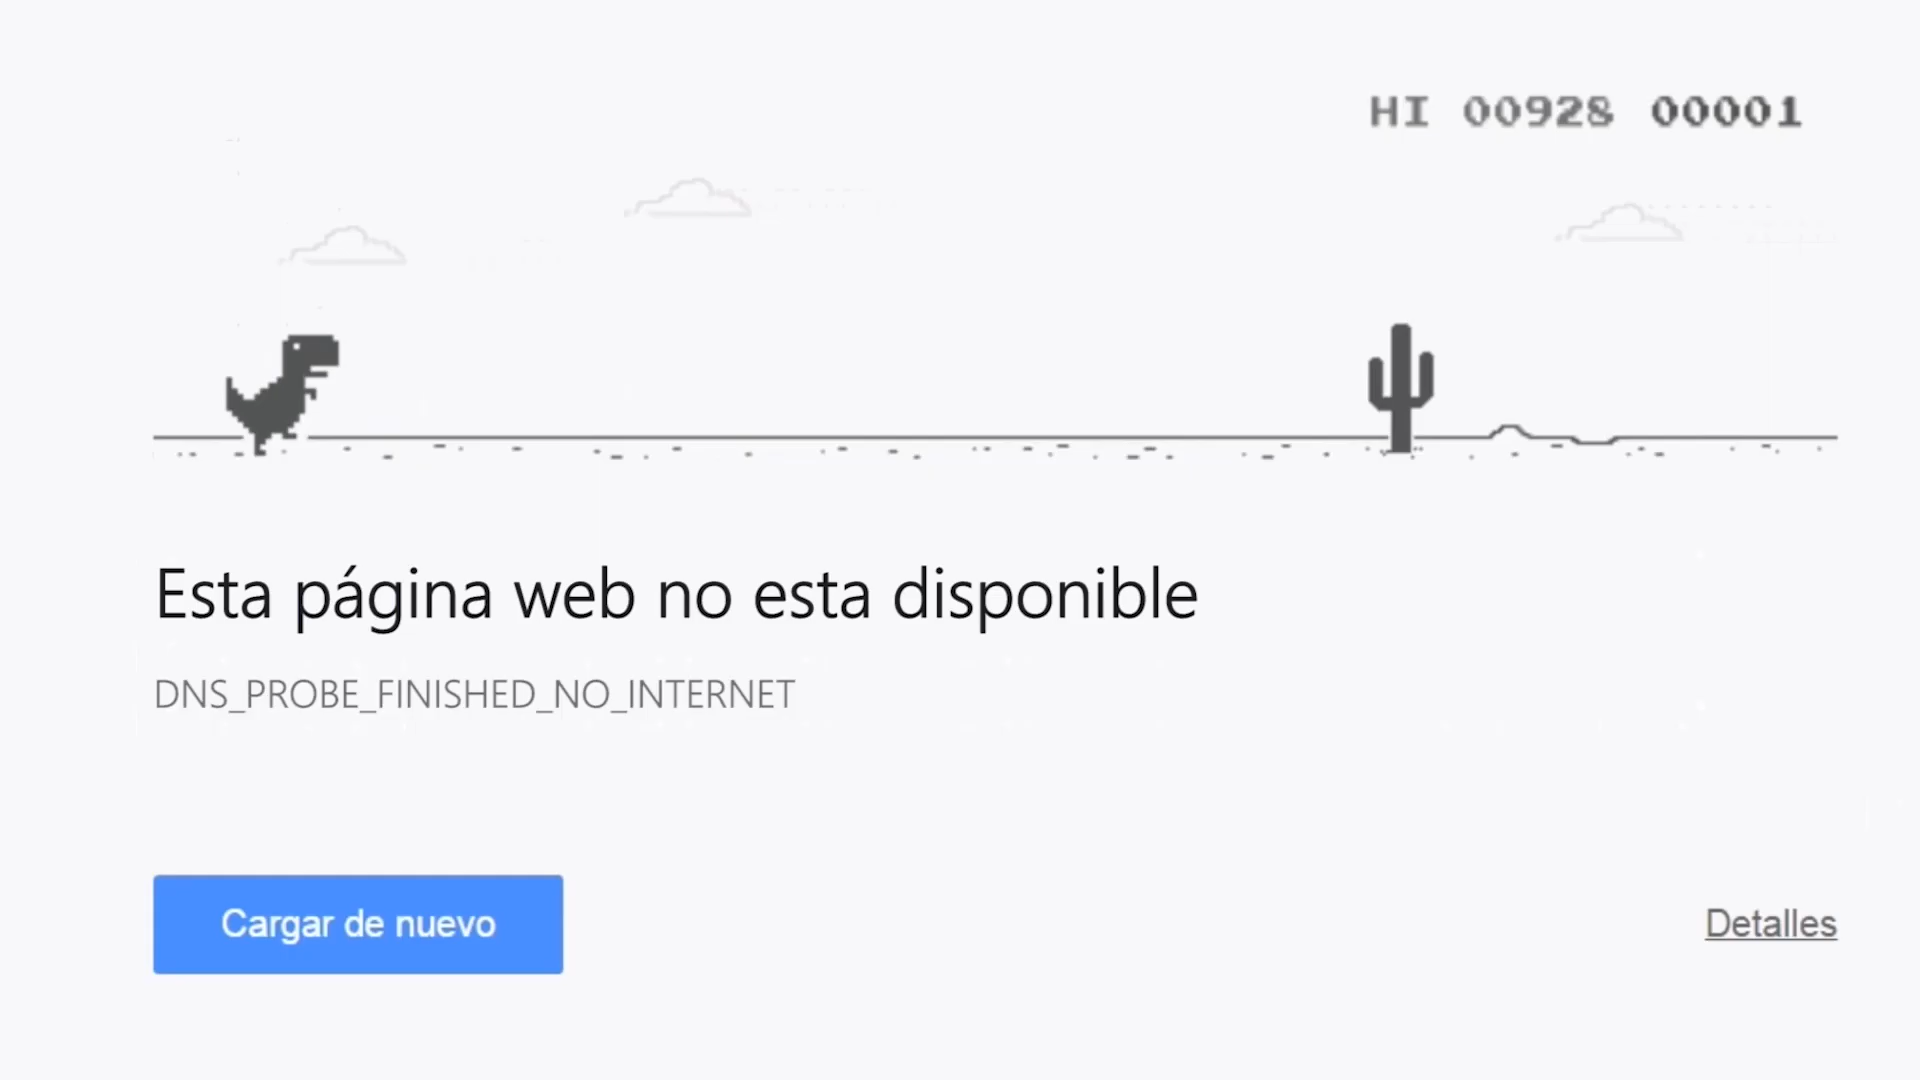 HI 00928 00001
Esta página web no esta disponible
DNS_PROBE_FINISHED_NO_INTERNET
Cargar de nuevo
Detalles